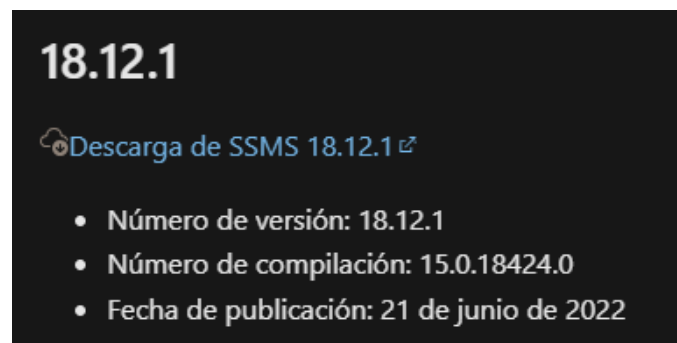 18.12.1
Descarga de SSMS 18.12.1
• Número de versión: 18.12.1
• Número de compilación: 15.0.18424.0
• Fecha de publicación: 21 de junio de 2022